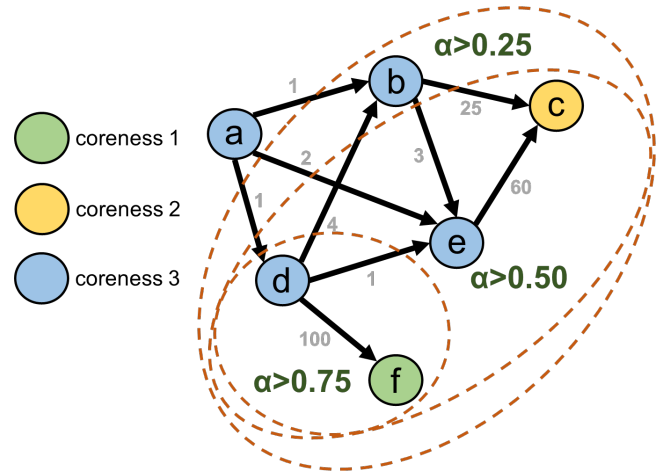 α>0.25
b
1
25
c
a
coreness 1
2
3
60
coreness 2
1
4
e
coreness 3
d
1
α>0.50
100
α>0.75
f